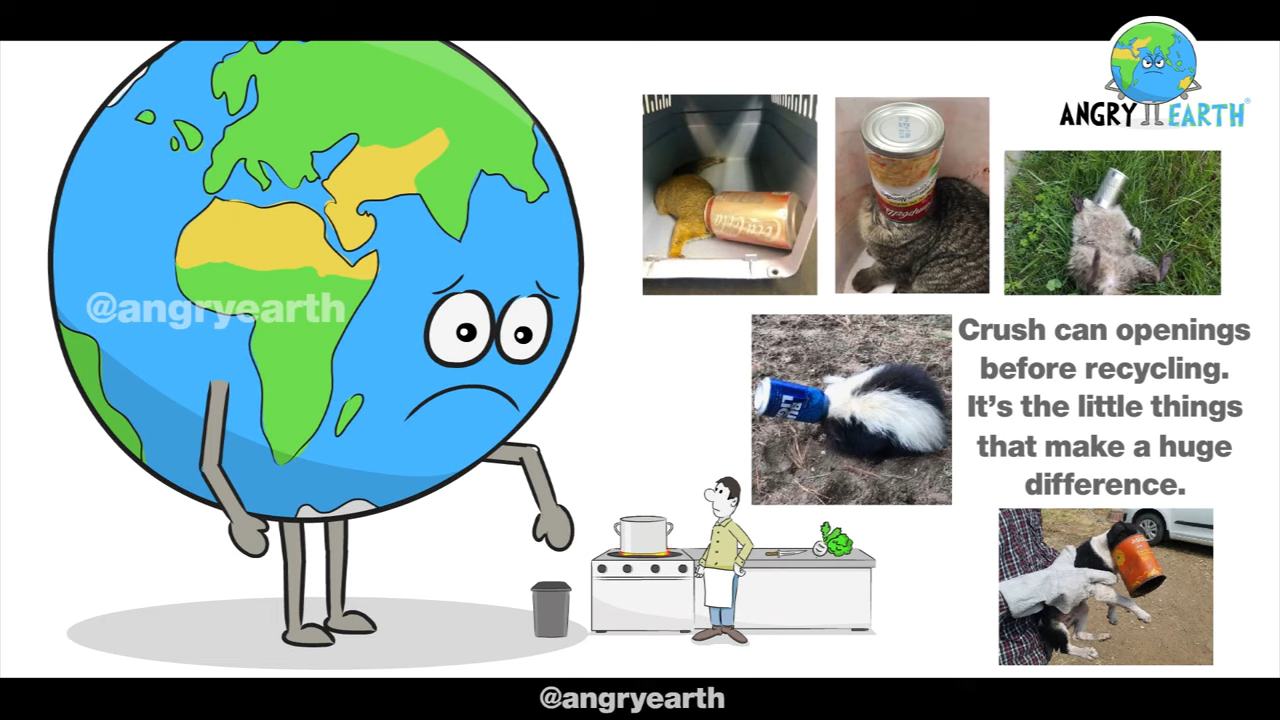 ANGRY EARTH®
@angryearth
Crush can openings
before recycling.
It's the little things
that make a huge
difference.
@angryearth